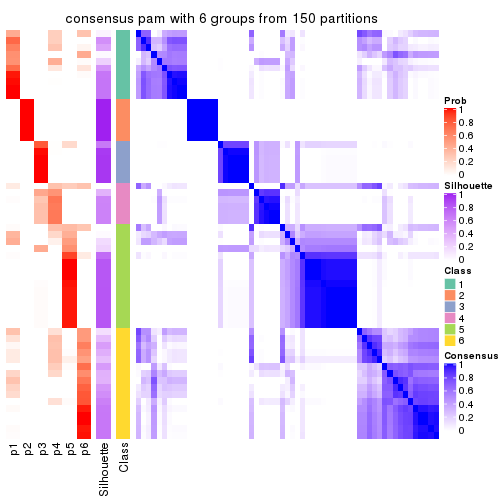 consensus pam with 6 groups from 150 partitions
Prob
1
0.8
0.6
0.4
0.2
0
Silhouette
1
0.8
0.6
0.4
0.2
0
Class
1
2
3
4
5
6
Consensus
1
0.8
0.6
0.4
0.2
0
p1
p2
p3
p4
p5
p6
Silhouette
Class